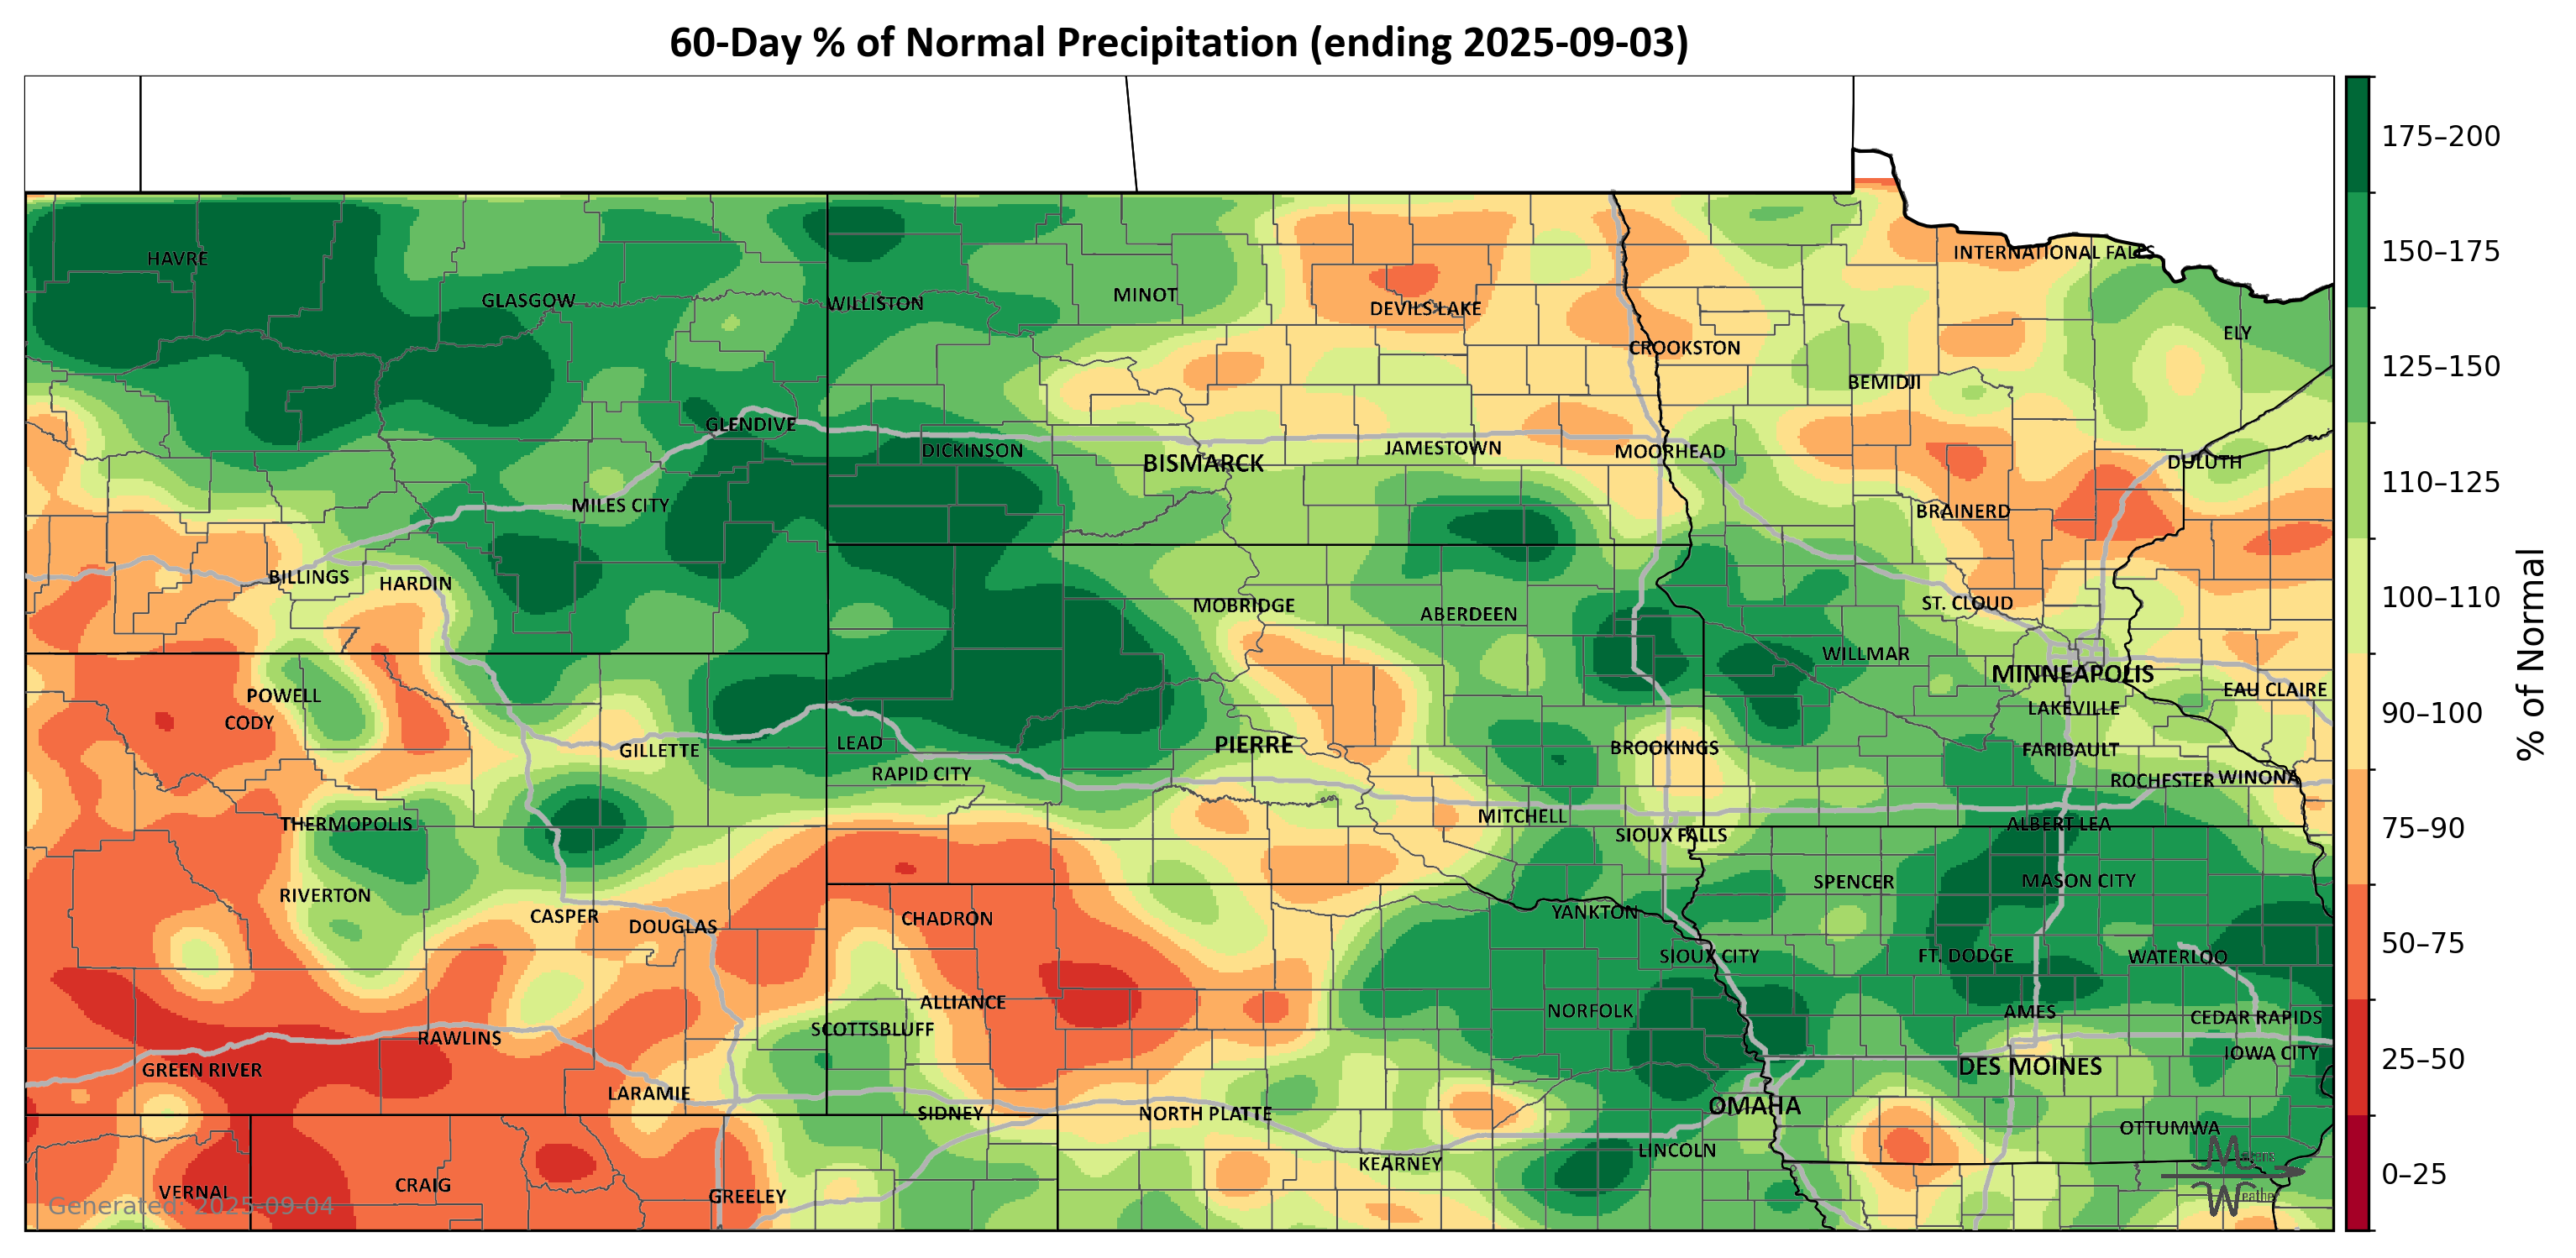 60-Day % of Normal Precipitation (ending 2025-09-03)
175–200
150–175
125–150
110–125
100–110
90–100
75–90
50–75
25–50
0–25
% of Normal
HAVRE
GLASGOW
WILLISTON
MINOT
DEVILS LAKE
CROOKSTON
INTERNATIONAL FALLS
ELY
BEMIDJI
GLENDIVE
DICKINSON
BISMARCK
JAMESTOWN
MOORHEAD
DULUTH
MILES CITY
BRAINERD
BILLINGS
HARDIN
MOBRIDGE
ABERDEEN
ST. CLOUD
WILLMAR
MINNEAPOLIS
EAU CLAIRE
POWELL
CODY
LAKEVILLE
GILLETTE
LEAD
PIERRE
BROOKINGS
FARIBAULT
RAPID CITY
ROCHESTER
WINONA
THERMOPOLIS
MITCHELL
SIOUX FALLS
ALBERT LEA
RIVERTON
SPENCER
MASON CITY
CASPER
DOUGLAS
CHADRON
YANKTON
SIOUX CITY
FT. DODGE
WATERLOO
ALLIANCE
SCOTTSBLUFF
NORFOLK
AMES
CEDAR RAPIDS
RAWLINS
GREEN RIVER
IOWA CITY
DES MOINES
LARAMIE
SIDNEY
NORTH PLATTE
OMAHA
OTTUMWA
LINCOLN
KEARNEY
VERNAL
CRAIG
GREELEY
Generated: 2025-09-04